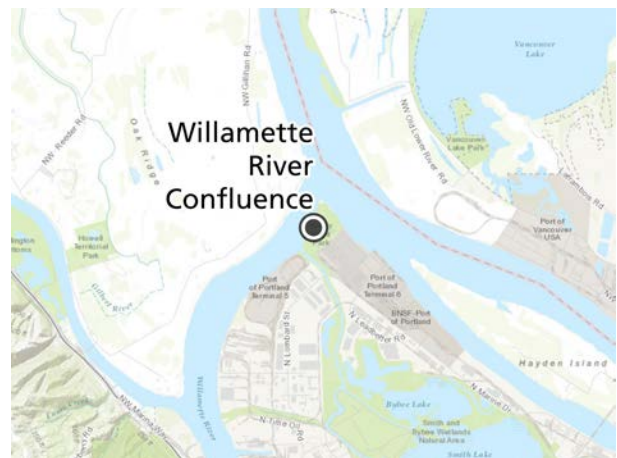 Vancouver
Lake
NW Gillihan Rd
NW Reeder Rd
Oak Ridge
NW Old Lower River Rd
Vancouver
Lake Park
Willamette
River
Confluence
LaFrambois Rd
Port of
Vancouver
USA
Park
Howell
Territorial
Park
Gilbert River
Port
of Portland
Terminal 5
Port of
Portland
Terminal 6
BNSF-Port
of Portland
N Lombard St
N Leadbetter Rd
Hayden Island
N Marine Dr
Willamette River
Bybee Lake
N Time Oil Rd
Smith and
Bybee Wetlands
Natural Area
Smith Lake